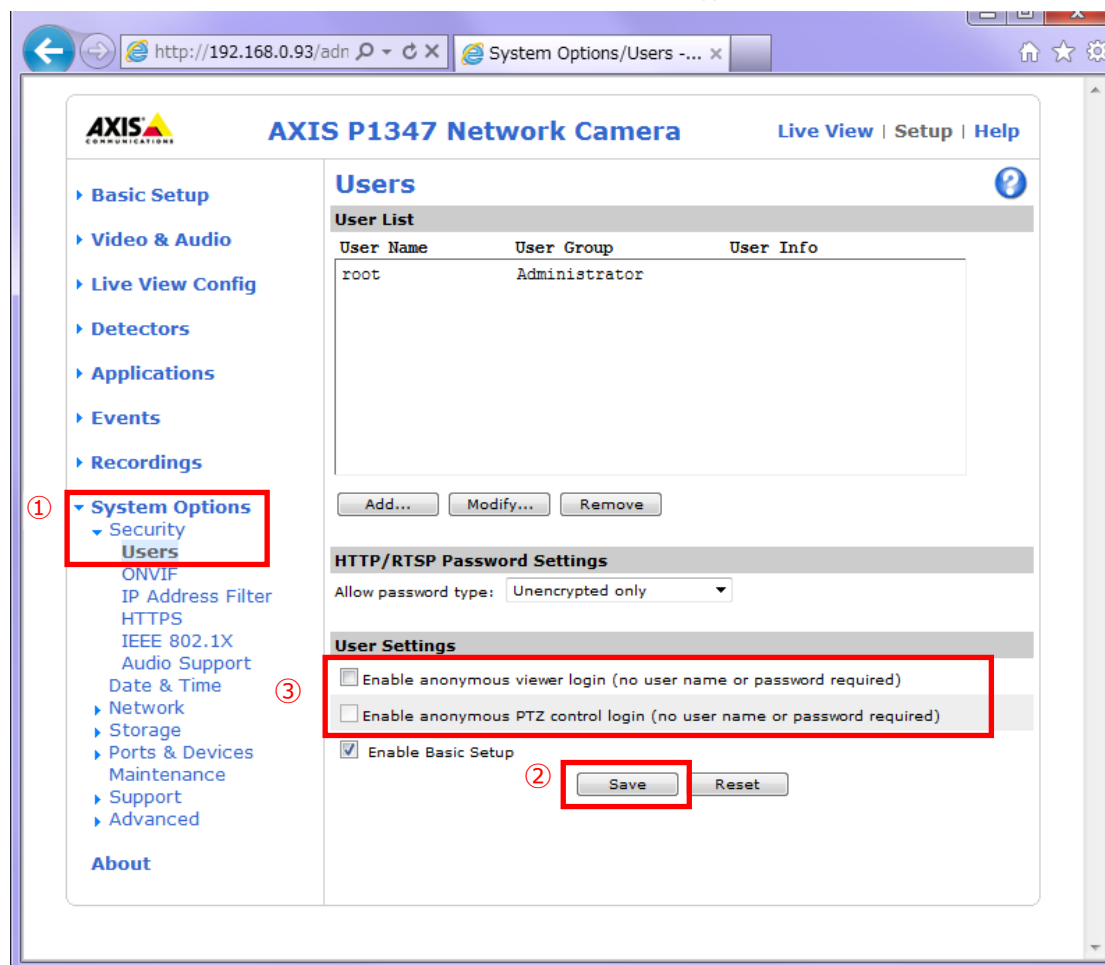 http://192.168.0.93/adn
System Options/Users -...
AXIS
COMMUNICATIONS
AXIS P1347 Network Camera
Live View | Setup | Help
Basic Setup
Video & Audio
Live View Config
Detectors
Applications
Events
Recordings
① System Options
Security
Users
ONVIF
IP Address Filter
HTTPS
IEEE 802.1X
Audio Support
Date & Time
Network
Storage
Ports & Devices
Maintenance
Support
Advanced
About
Users
User List
User Name User Group User Info
root Administrator
Add... Modify... Remove
HTTP/RTSP Password Settings
Allow password type: Unencrypted only
User Settings
③
Enable anonymous viewer login (no user name or password required)
Enable anonymous PTZ control login (no user name or password required)
Enable Basic Setup
② Save Reset